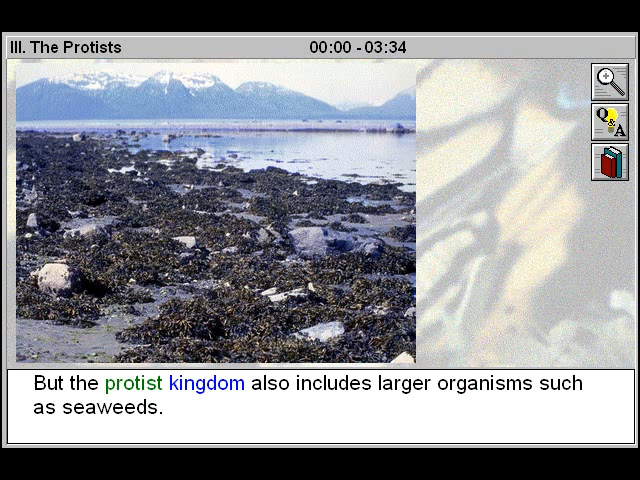 III. The Protists 00:00 - 03:34
Q & A
But the protist kingdom also includes larger organisms such
as seaweeds.